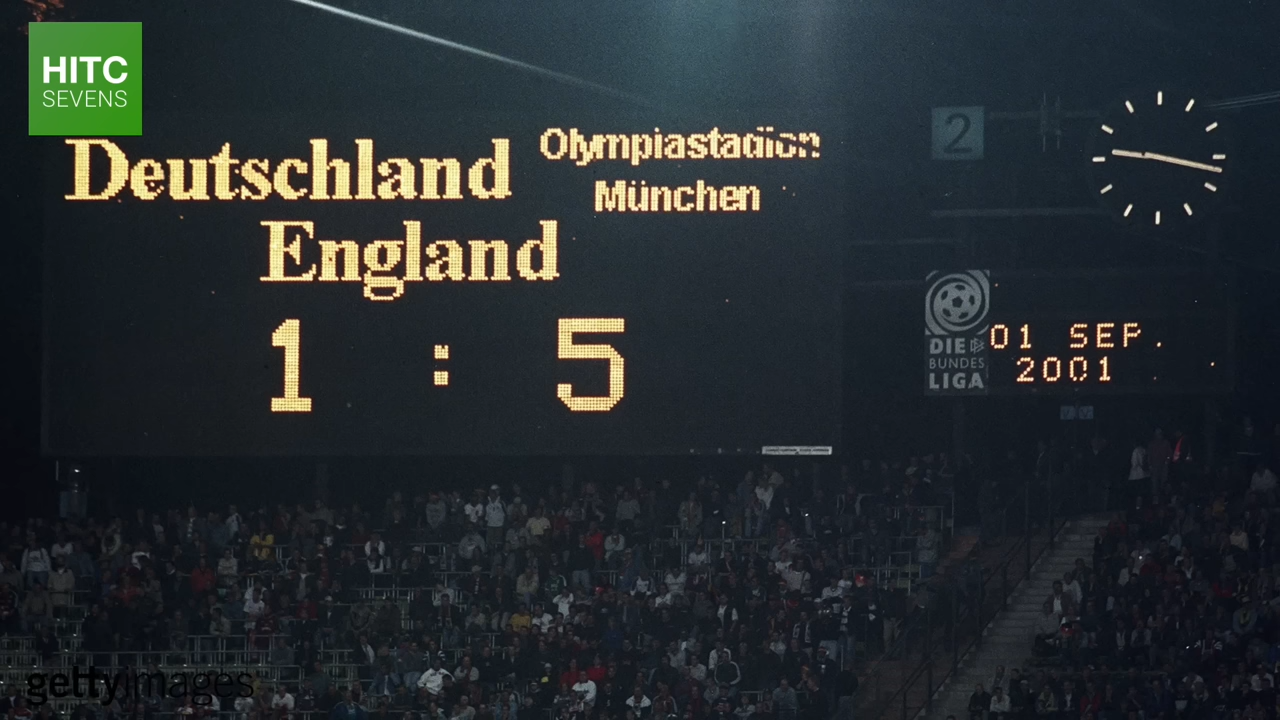 HITC
SEVENS
Deutschland
Olympiastadion
München
England
1 : 5
2
DIE
BUNDES
LIGA
01 SEP.
2001
gettyimages